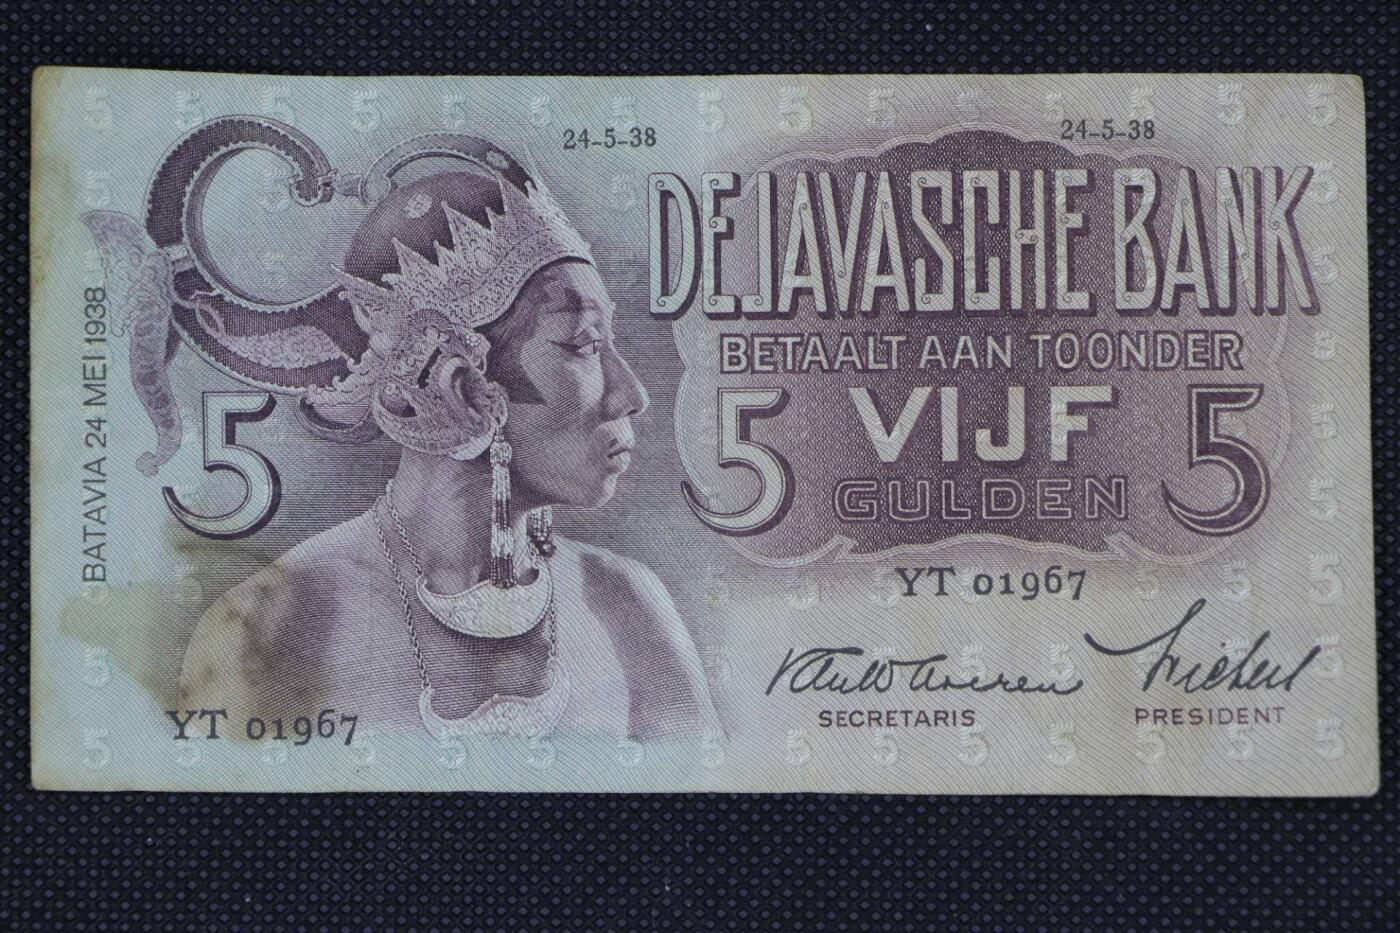 24-5-38
24-5-38
DE JAVASCHE BANK
BETAALT AAN TOONDER
5
5 VIJF 5
GULDEN
BATAVIA 24 MEI 1938
YT 01967
SECRETARIS
PRESIDENT
YT 01967